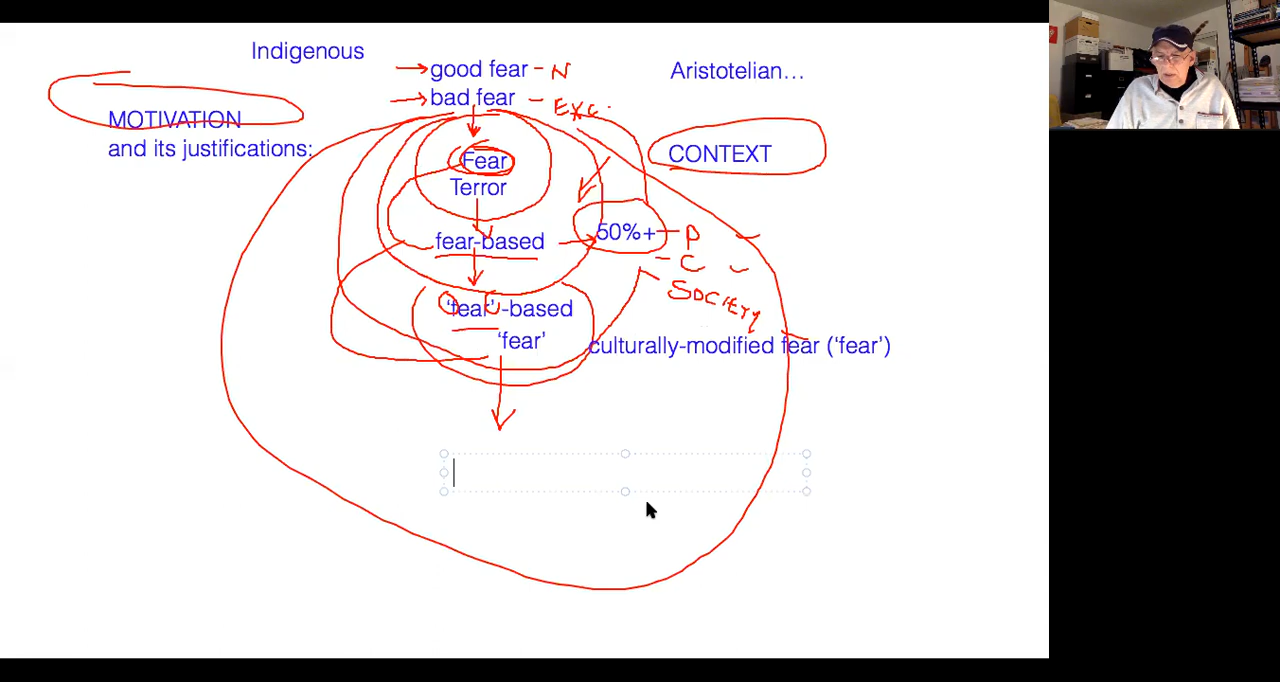 Indigenous
good fear - N
Aristotelian...
bad fear - Exc.
MOTIVATION
and its justifications:
CONTEXT
Fear
Terror
50%+ - P
fear-based
- C
- SOCIETY
'fear'-based
'fear'
culturally-modified fear ('fear')